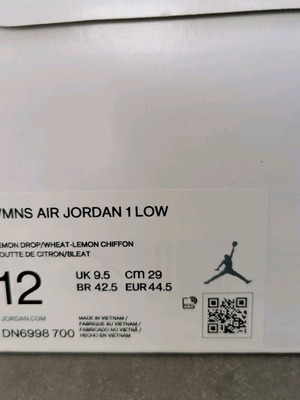 WMNS AIR JORDAN 1 LOW
LEMON DROP/WHEAT-LEMON CHIFFON
GOUTTE DE CITRON/BLEAT
12
UK 9.5 cm 29
BR 42.5 EUR 44.5
JORDAN.COM
DN6998 700
MADE IN VIETNAM /
FABRIQUE AU VIETNAM /
FABRICADO NO VIETNÃ /
HECHO EN VIETNAM